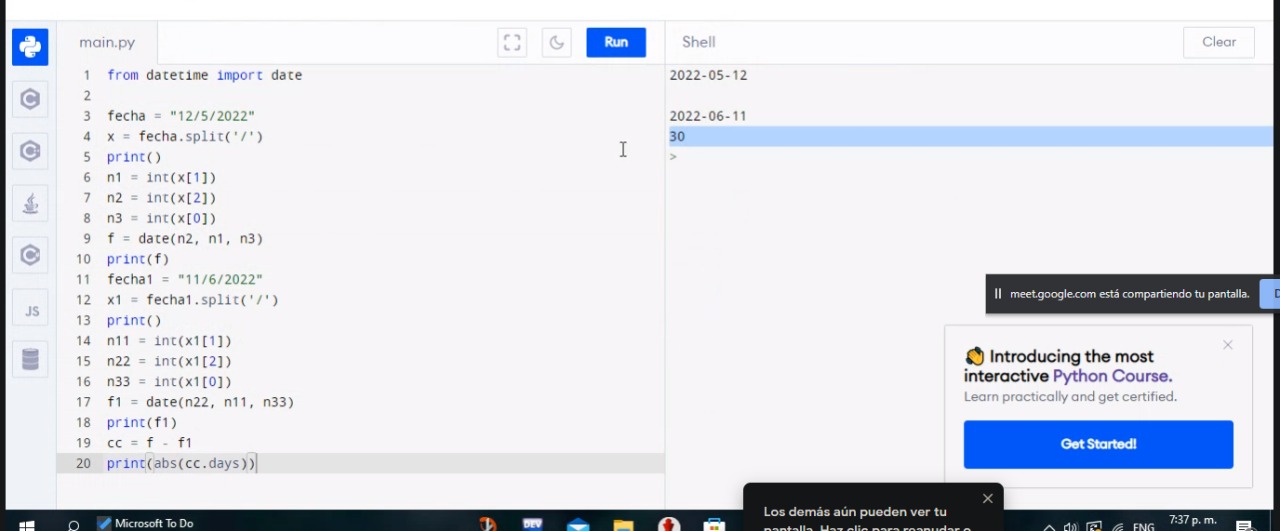 main.py
Run
Shell
Clear
1 from datetime import date
2
3 fecha = "12/5/2022"
4 x = fecha.split('/')
5 print()
6 n1 = int(x[1])
7 n2 = int(x[2])
8 n3 = int(x[0])
9 f = date(n2, n1, n3)
10 print(f)
11 fecha1 = "11/6/2022"
12 x1 = fecha1.split('/')
13 print()
14 n11 = int(x1[1])
15 n22 = int(x1[2])
16 n33 = int(x1[0])
17 f1 = date(n22, n11, n33)
18 print(f1)
19 cc = f - f1
20 print(abs(cc.days))
2022-05-12
2022-06-11
30
>
JS
meet.google.com está compartiendo tu pantalla.
Introducing the most
interactive Python Course.
Learn practically and get certified.
Get Started!
Los demás aún pueden ver tu
pantalla. Haz clic para reanudar o
Microsoft To Do
DEV
ENG
7:37 p. m.